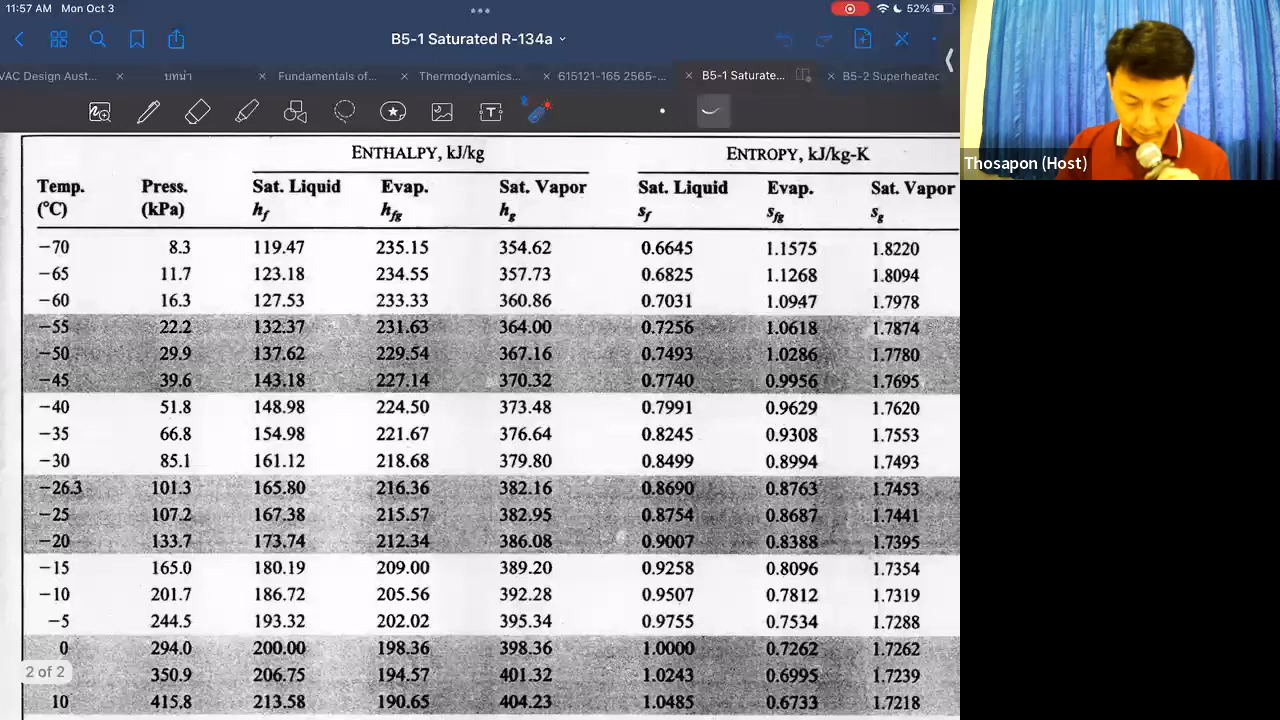 11:57 AM Mon Oct 3
52%
B5-1 Saturated R-134a
VAC Design Aust...
บทนำ
Fundamentals of...
Thermodynamics...
615121-165 2565-...
B5-1 Saturate...
B5-2 Superheated
Thosapon (Host)
ENTHALPY, kJ/kg ENTROPY, kJ/kg-K
Temp. Press. Sat. Liquid Evap. Sat. Vapor Sat. Liquid Evap. Sat. Vapor
(°C) (kPa) hf hfg hg sf sfg sg
−70 8.3 119.47 235.15 354.62 0.6645 1.1575 1.8220
−65 11.7 123.18 234.55 357.73 0.6825 1.1268 1.8094
−60 16.3 127.53 233.33 360.86 0.7031 1.0947 1.7978
−55 22.2 132.37 231.63 364.00 0.7256 1.0618 1.7874
−50 29.9 137.62 229.54 367.16 0.7493 1.0286 1.7780
−45 39.6 143.18 227.14 370.32 0.7740 0.9956 1.7695
−40 51.8 148.98 224.50 373.48 0.7991 0.9629 1.7620
−35 66.8 154.98 221.67 376.64 0.8245 0.9308 1.7553
−30 85.1 161.12 218.68 379.80 0.8499 0.8994 1.7493
−26.3 101.3 165.80 216.36 382.16 0.8690 0.8763 1.7453
−25 107.2 167.38 215.57 382.95 0.8754 0.8687 1.7441
−20 133.7 173.74 212.34 386.08 0.9007 0.8388 1.7395
−15 165.0 180.19 209.00 389.20 0.9258 0.8096 1.7354
−10 201.7 186.72 205.56 392.28 0.9507 0.7812 1.7319
−5 244.5 193.32 202.02 395.34 0.9755 0.7534 1.7288
0 294.0 200.00 198.36 398.36 1.0000 0.7262 1.7262
2 of 2 350.9 206.75 194.57 401.32 1.0243 0.6995 1.7239
10 415.8 213.58 190.65 404.23 1.0485 0.6733 1.7218